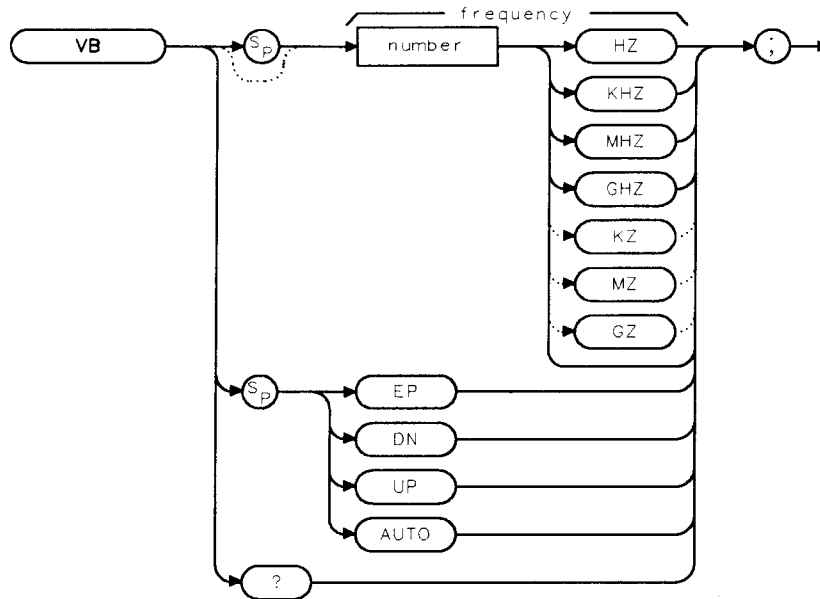 frequency
VB SP number HZ ;
KHZ
MHZ
GHZ
KZ
MZ
GZ
SP EP
DN
UP
AUTO
?